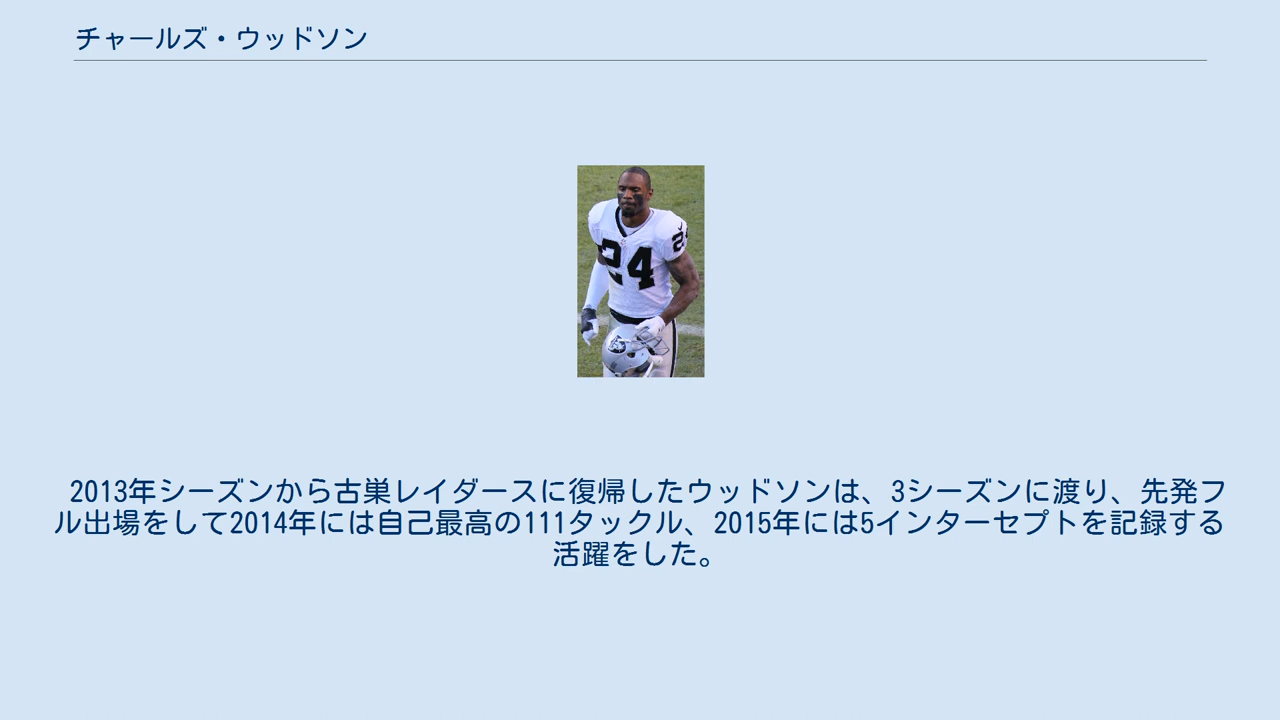 チャールズ・ウッドソン
24
24
2013年シーズンから古巣レイダースに復帰したウッドソンは、3シーズンに渡り、先発フ
ル出場をして2014年には自己最高の111タックル、2015年には5インターセプトを記録する
活躍をした。